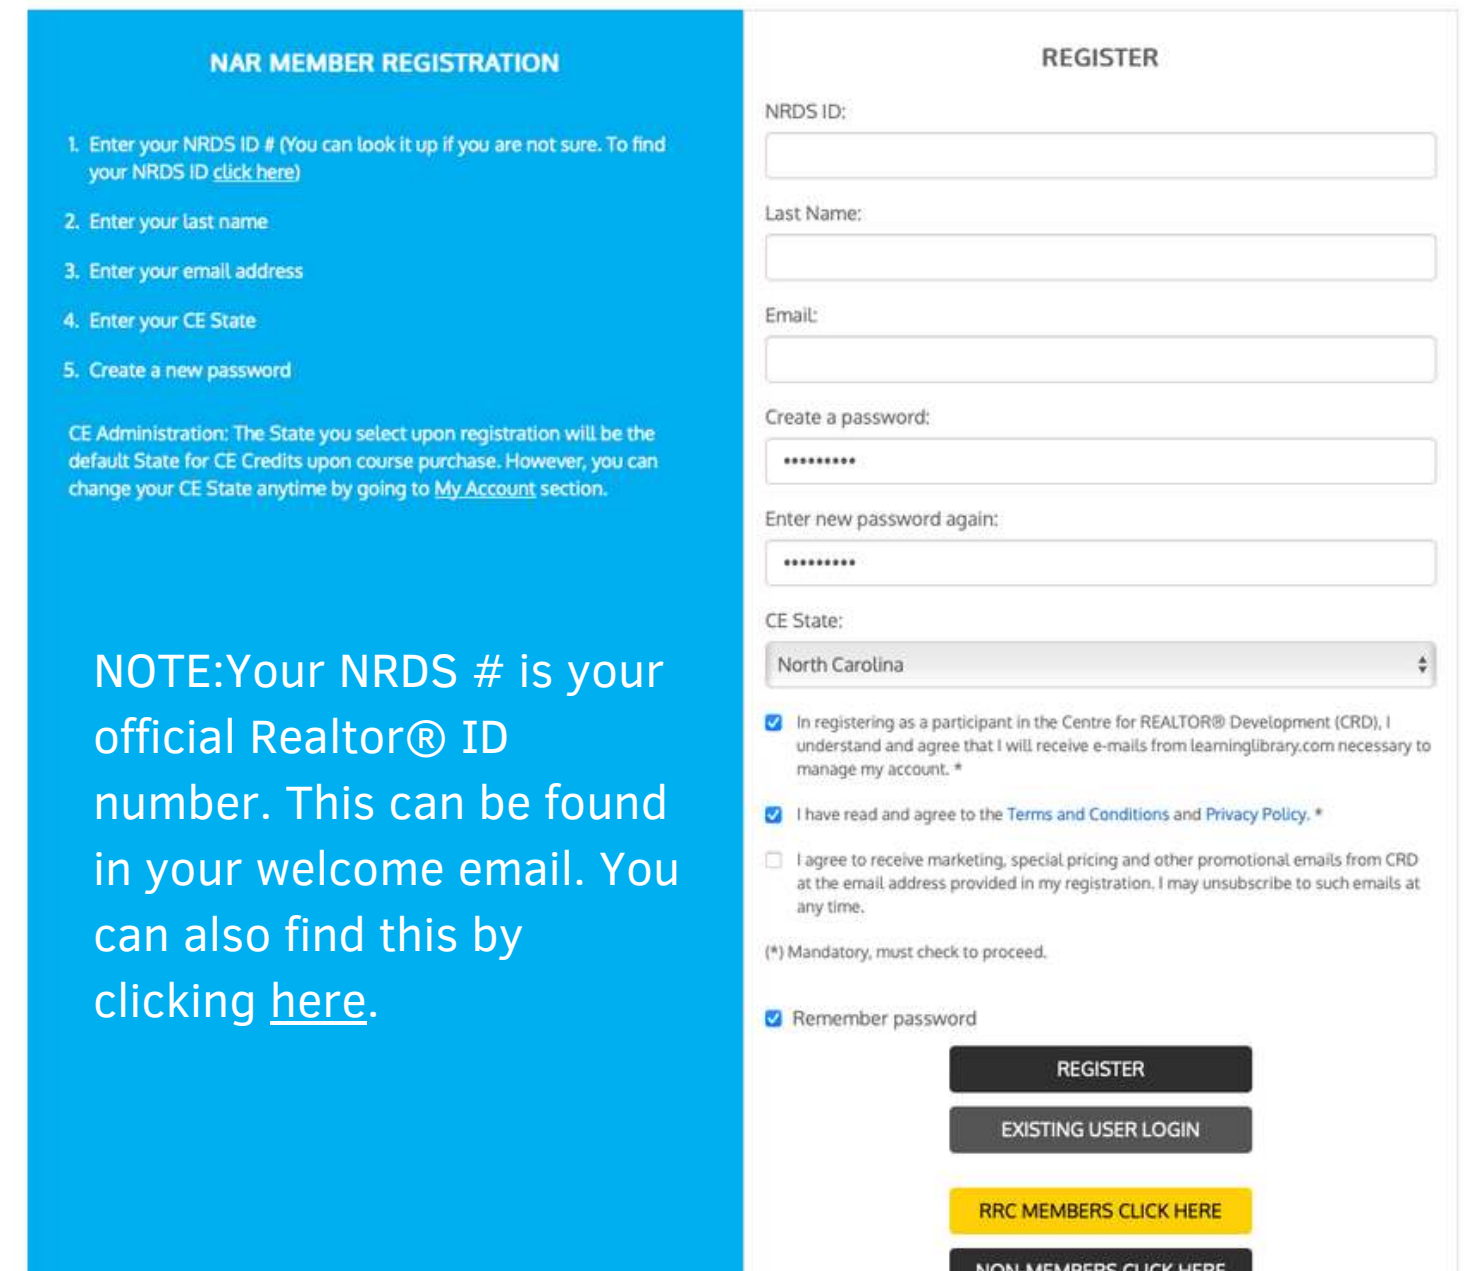 NAR MEMBER REGISTRATION
1. Enter your NRDS ID # (You can look it up if you are not sure. To find
your NRDS ID click here)
2. Enter your last name
3. Enter your email address
4. Enter your CE State
5. Create a new password
CE Administration: The State you select upon registration will be the
default State for CE Credits upon course purchase. However, you can
change your CE State anytime by going to My Account section.
NOTE:Your NRDS # is your
official Realtor® ID
number. This can be found
in your welcome email. You
can also find this by
clicking here.
REGISTER
NRDS ID:
Last Name:
Email:
Create a password:
•••••••••
Enter new password again:
•••••••••
CE State:
North Carolina
In registering as a participant in the Centre for REALTOR® Development (CRD), I
understand and agree that I will receive e-mails from learninglibrary.com necessary to
manage my account. *
I have read and agree to the Terms and Conditions and Privacy Policy. *
I agree to receive marketing, special pricing and other promotional emails from CRD
at the email address provided in my registration. I may unsubscribe to such emails at
any time.
(*) Mandatory, must check to proceed.
Remember password
REGISTER
EXISTING USER LOGIN
RRC MEMBERS CLICK HERE
NON-MEMBERS CLICK HERE